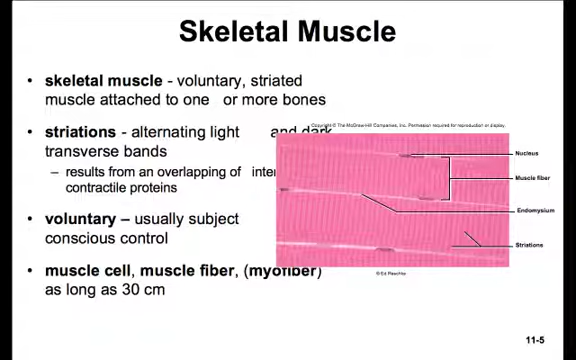 Skeletal Muscle
• skeletal muscle - voluntary, striated
muscle attached to one or more bones
• striations - alternating light and dark
transverse bands
– results from an overlapping of
contractile proteins
• voluntary – usually subject
conscious control
• muscle cell, muscle fiber, (myofiber)
as long as 30 cm
Copyright © The McGraw-Hill Companies, Inc. Permission required for reproduction or display.
Nucleus
Muscle fiber
Endomysium
Striations
© Ed Reschke
11-5